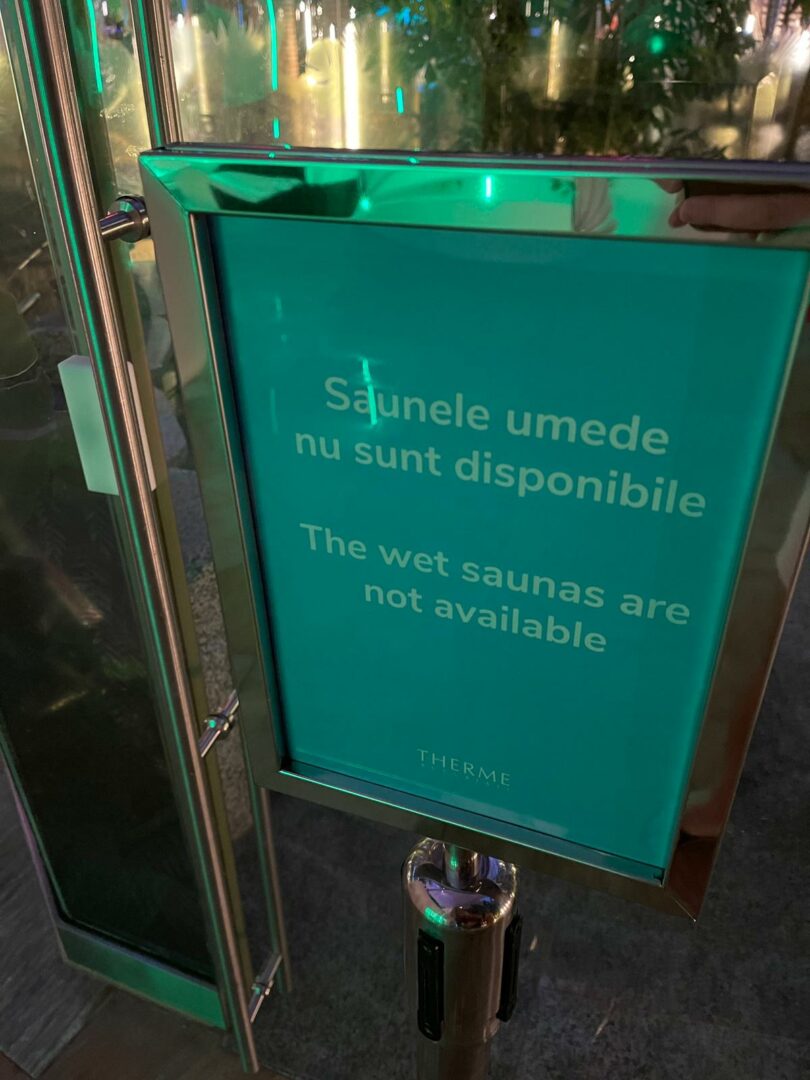 Saunele umede
nu sunt disponibile
The wet saunas are
not available
THERME